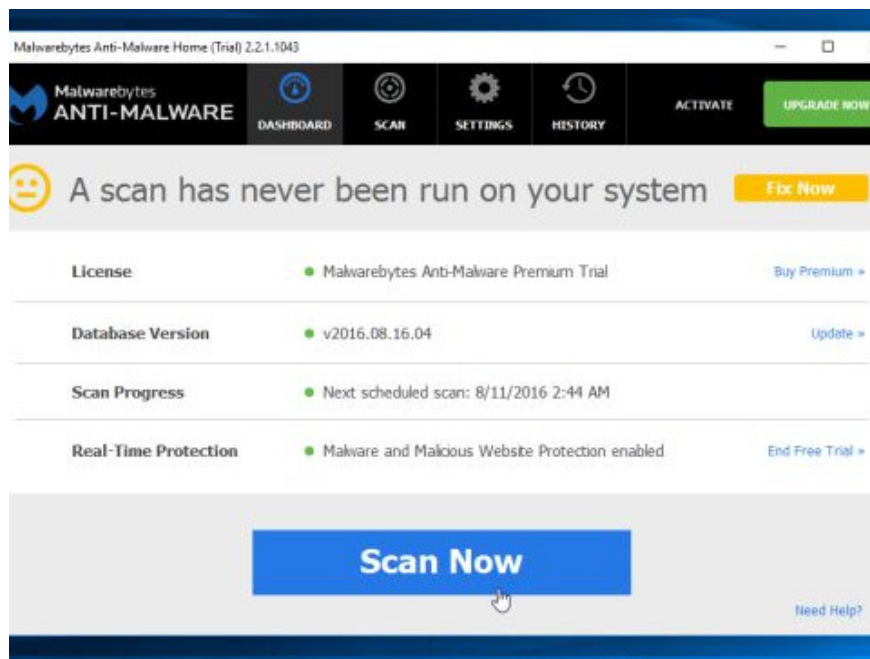 Malwarebytes Anti-Malware Home (Trial) 2.2.1.1043
Malwarebytes
ANTI-MALWARE
DASHBOARD
SCAN
SETTINGS
HISTORY
ACTIVATE
UPGRADE NOW
A scan has never been run on your system
Fix Now
License
Malwarebytes Anti-Malware Premium Trial
Buy Premium »
Database Version
v2016.08.16.04
Update »
Scan Progress
Next scheduled scan: 8/11/2016 2:44 AM
Real-Time Protection
Malware and Malicious Website Protection enabled
End Free Trial »
Scan Now
Need Help?